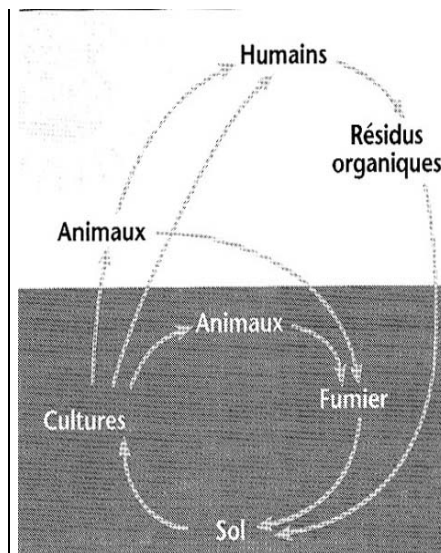 Humains
Résidus
organiques
Animaux
Animaux
Fumier
Cultures
Sol